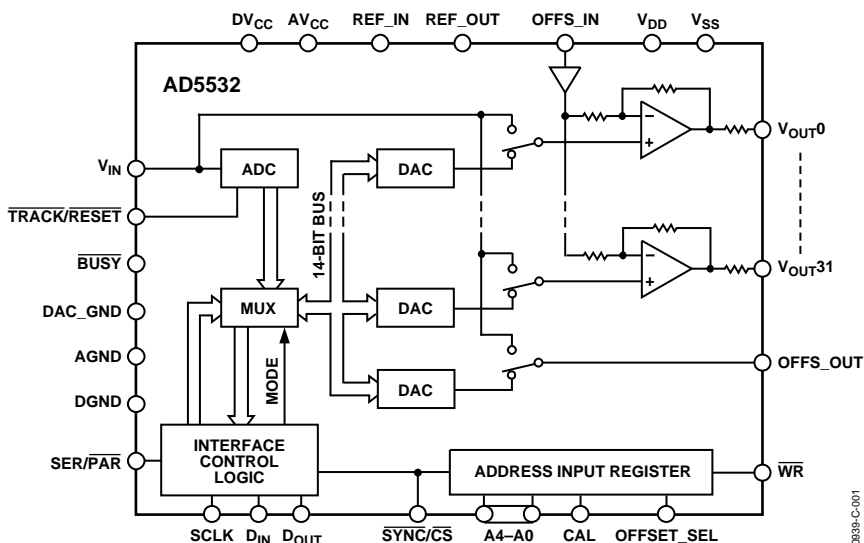 DVCC AVCC REF_IN REF_OUT OFFS_IN VDD VSS
AD5532
VOUT0
VIN
ADC
DAC
TRACK/RESET
14-BIT BUS
BUSY
VOUT31
DAC_GND
MUX
DAC
AGND
MODE
DAC
OFFS_OUT
DGND
SER/PAR
INTERFACE
CONTROL
LOGIC
ADDRESS INPUT REGISTER
WR
SCLK DIN DOUT SYNC/CS A4–A0 CAL OFFSET_SEL
0939-C-001